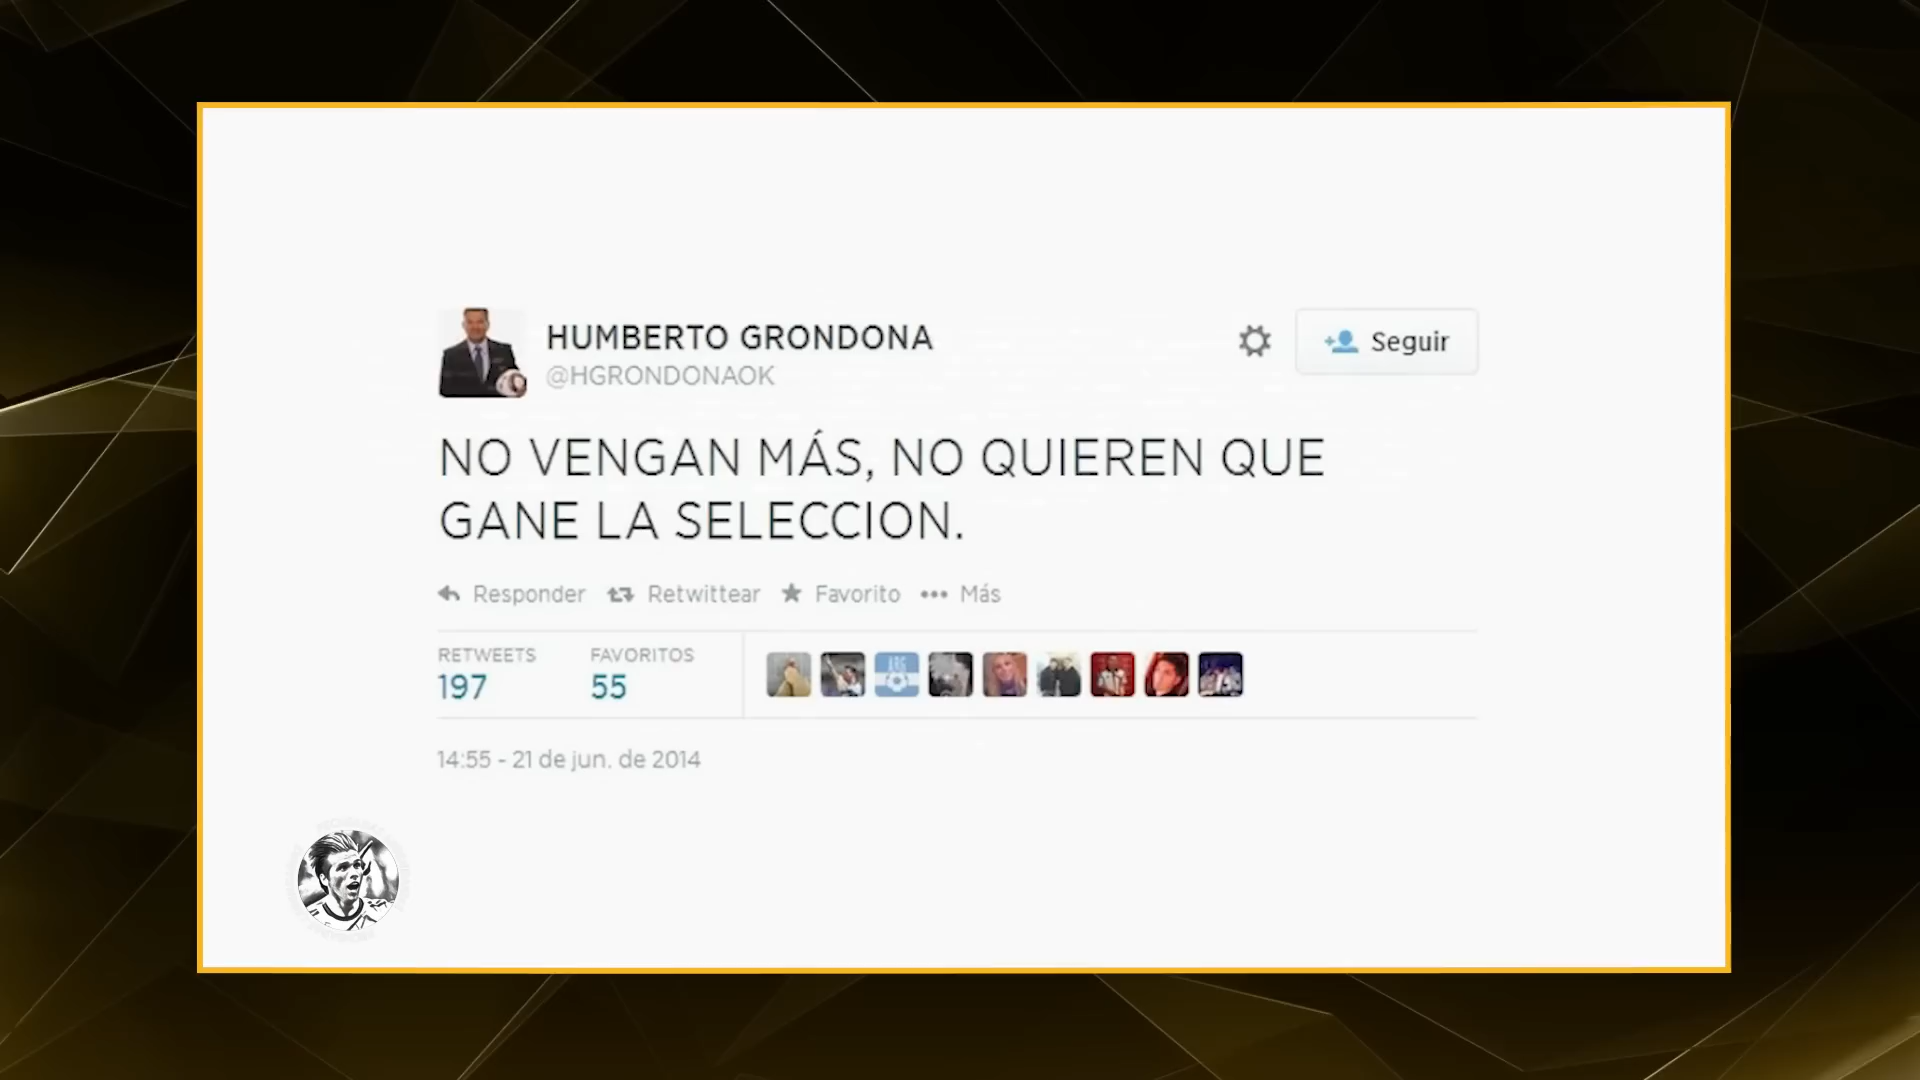 HUMBERTO GRONDONA
@HGRONDONAOK
Seguir
NO VENGAN MÁS, NO QUIEREN QUE
GANE LA SELECCION.
Responder Retwittear Favorito Más
RETWEETS FAVORITOS
197 55
ARG
14:55 - 21 de jun. de 2014